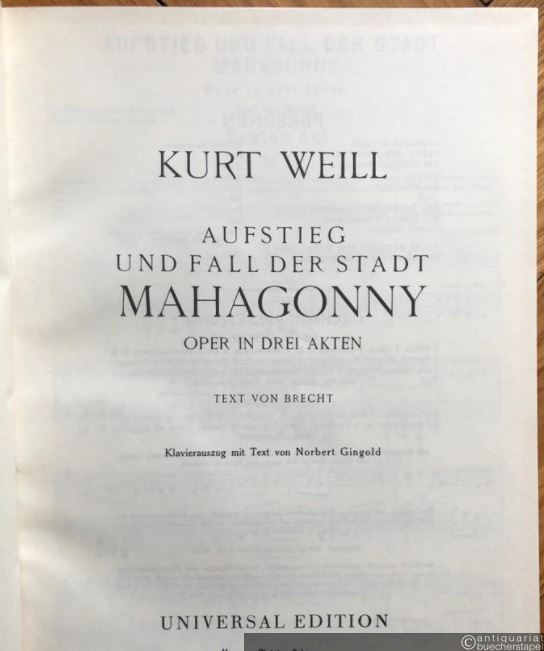 KURT WEILL
AUFSTIEG
UND FALL DER STADT
MAHAGONNY
OPER IN DREI AKTEN
TEXT VON BRECHT
Klavierauszug mit Text von Norbert Gingold
UNIVERSAL EDITION
©antiquariat
buecherstapel